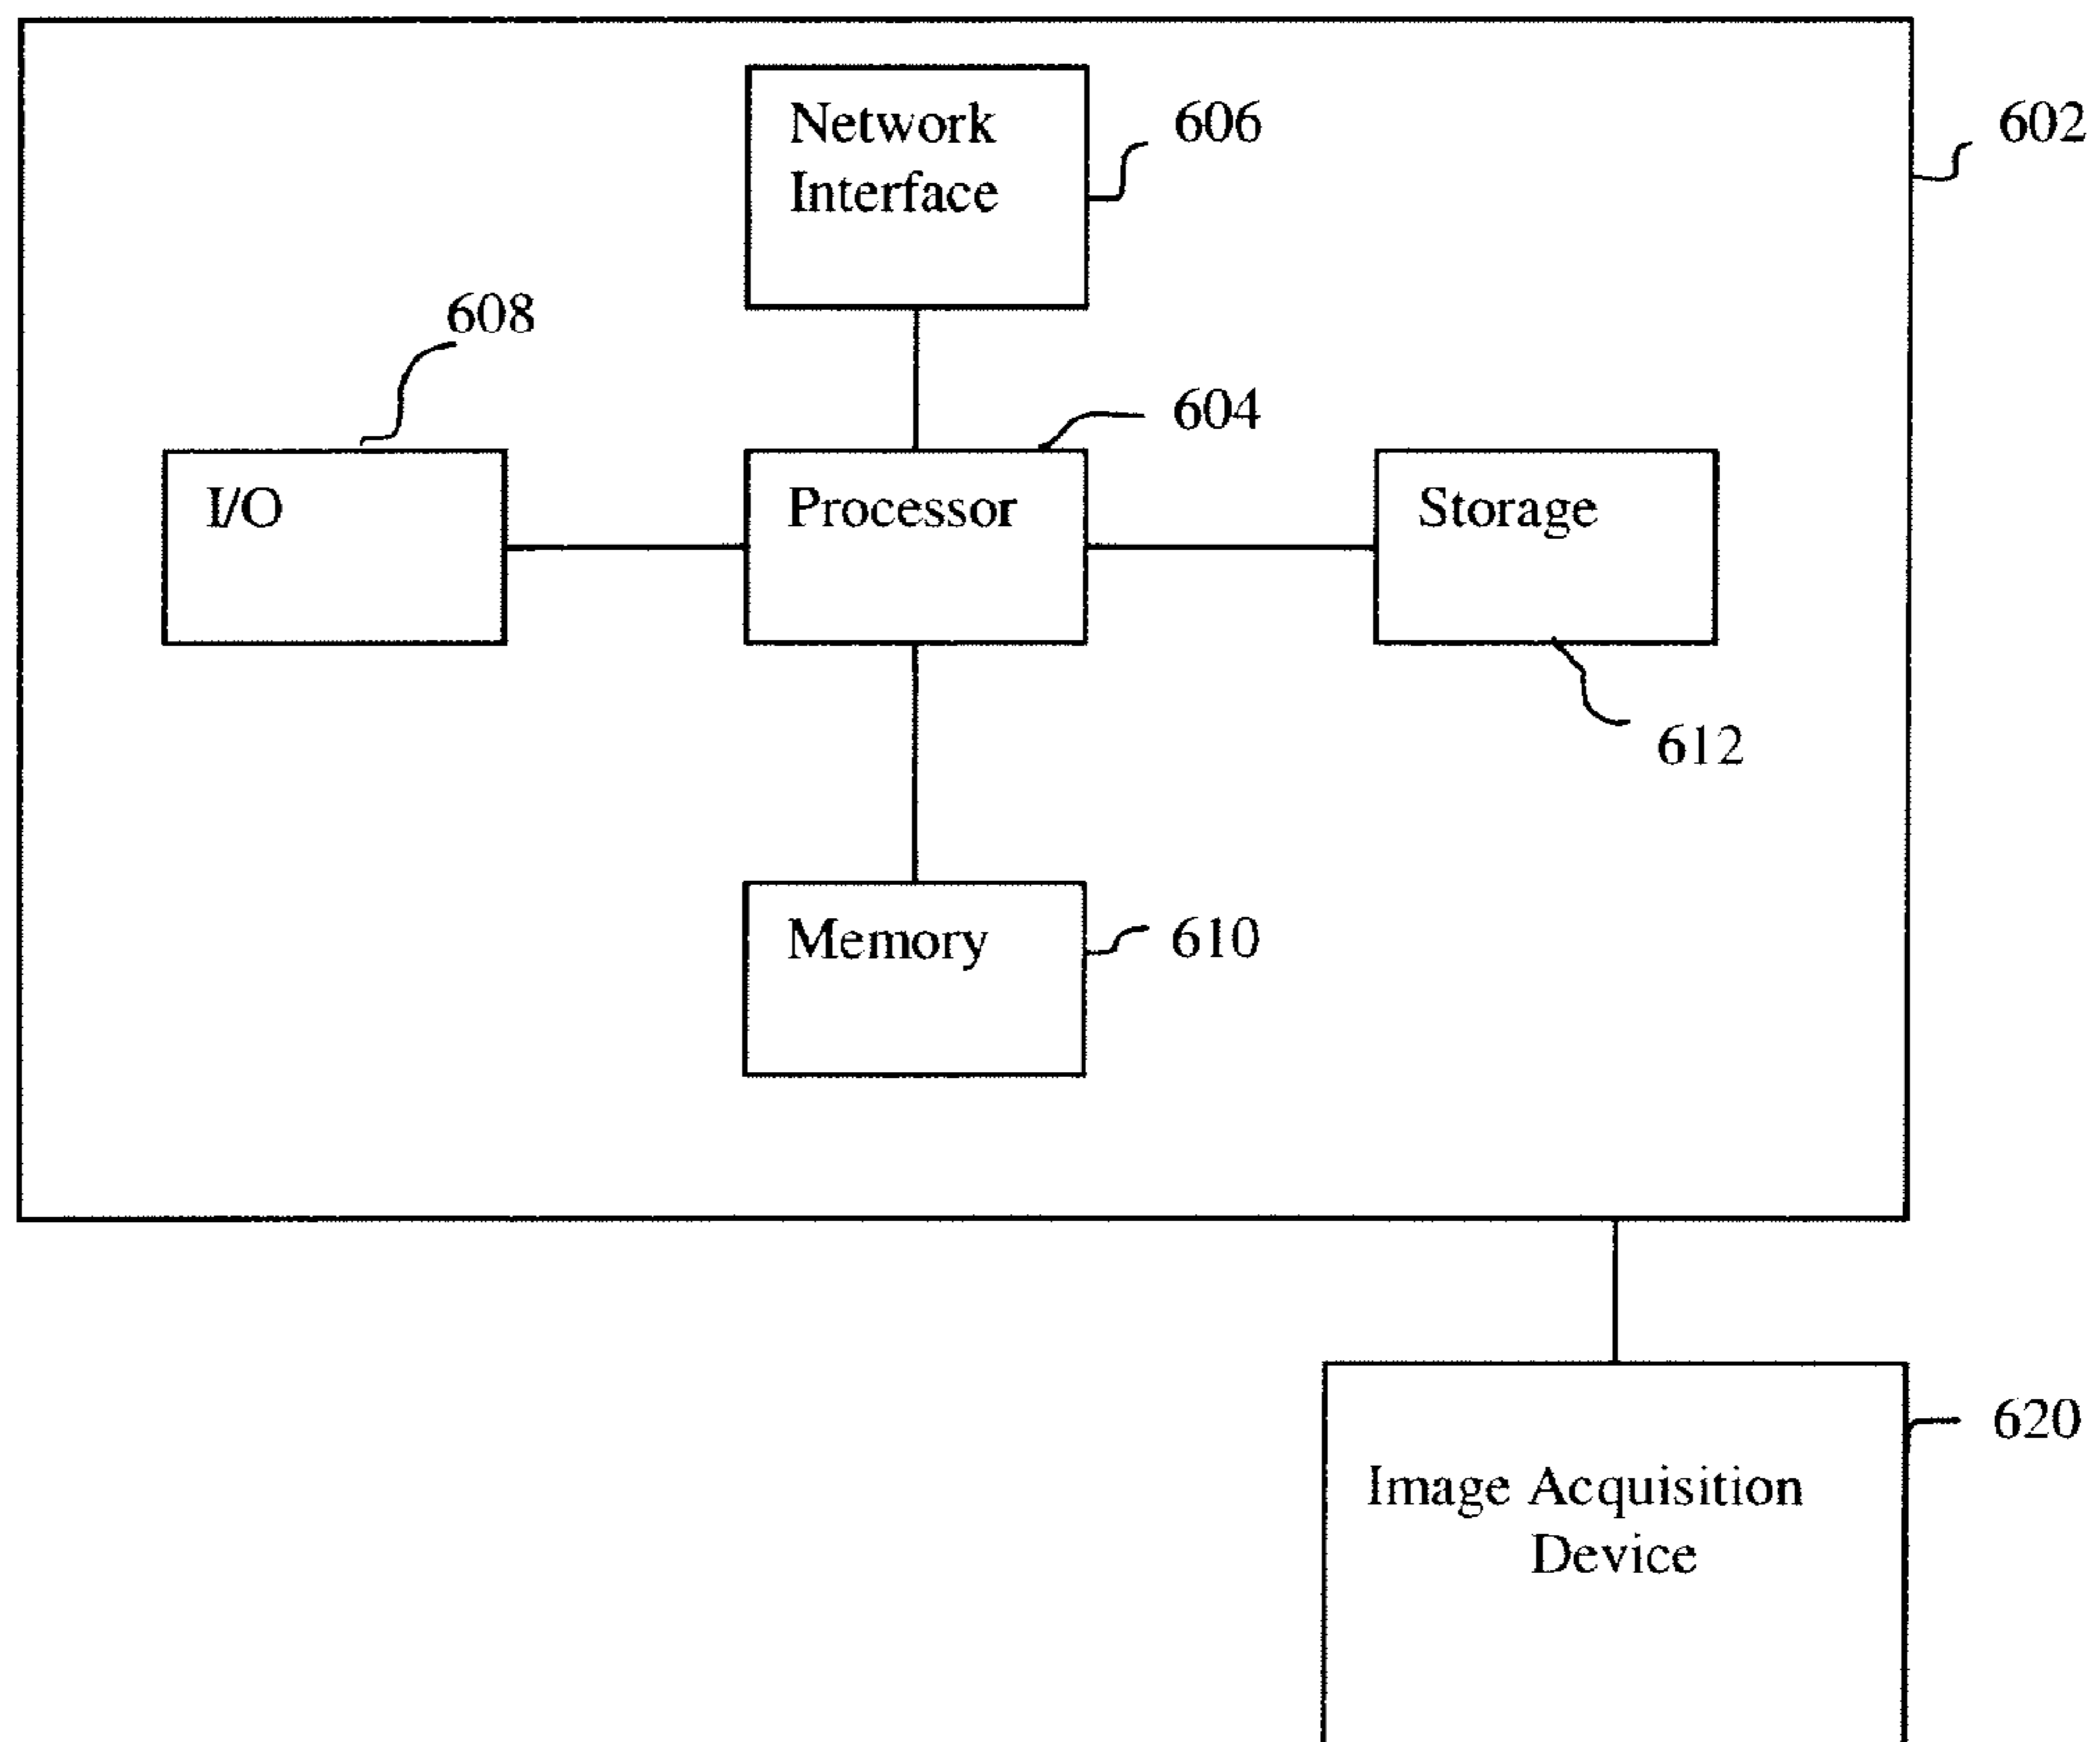 Network
Interface
606
602
608
604
I/O
Processor
Storage
612
Memory
610
620
Image Acquisition
Device